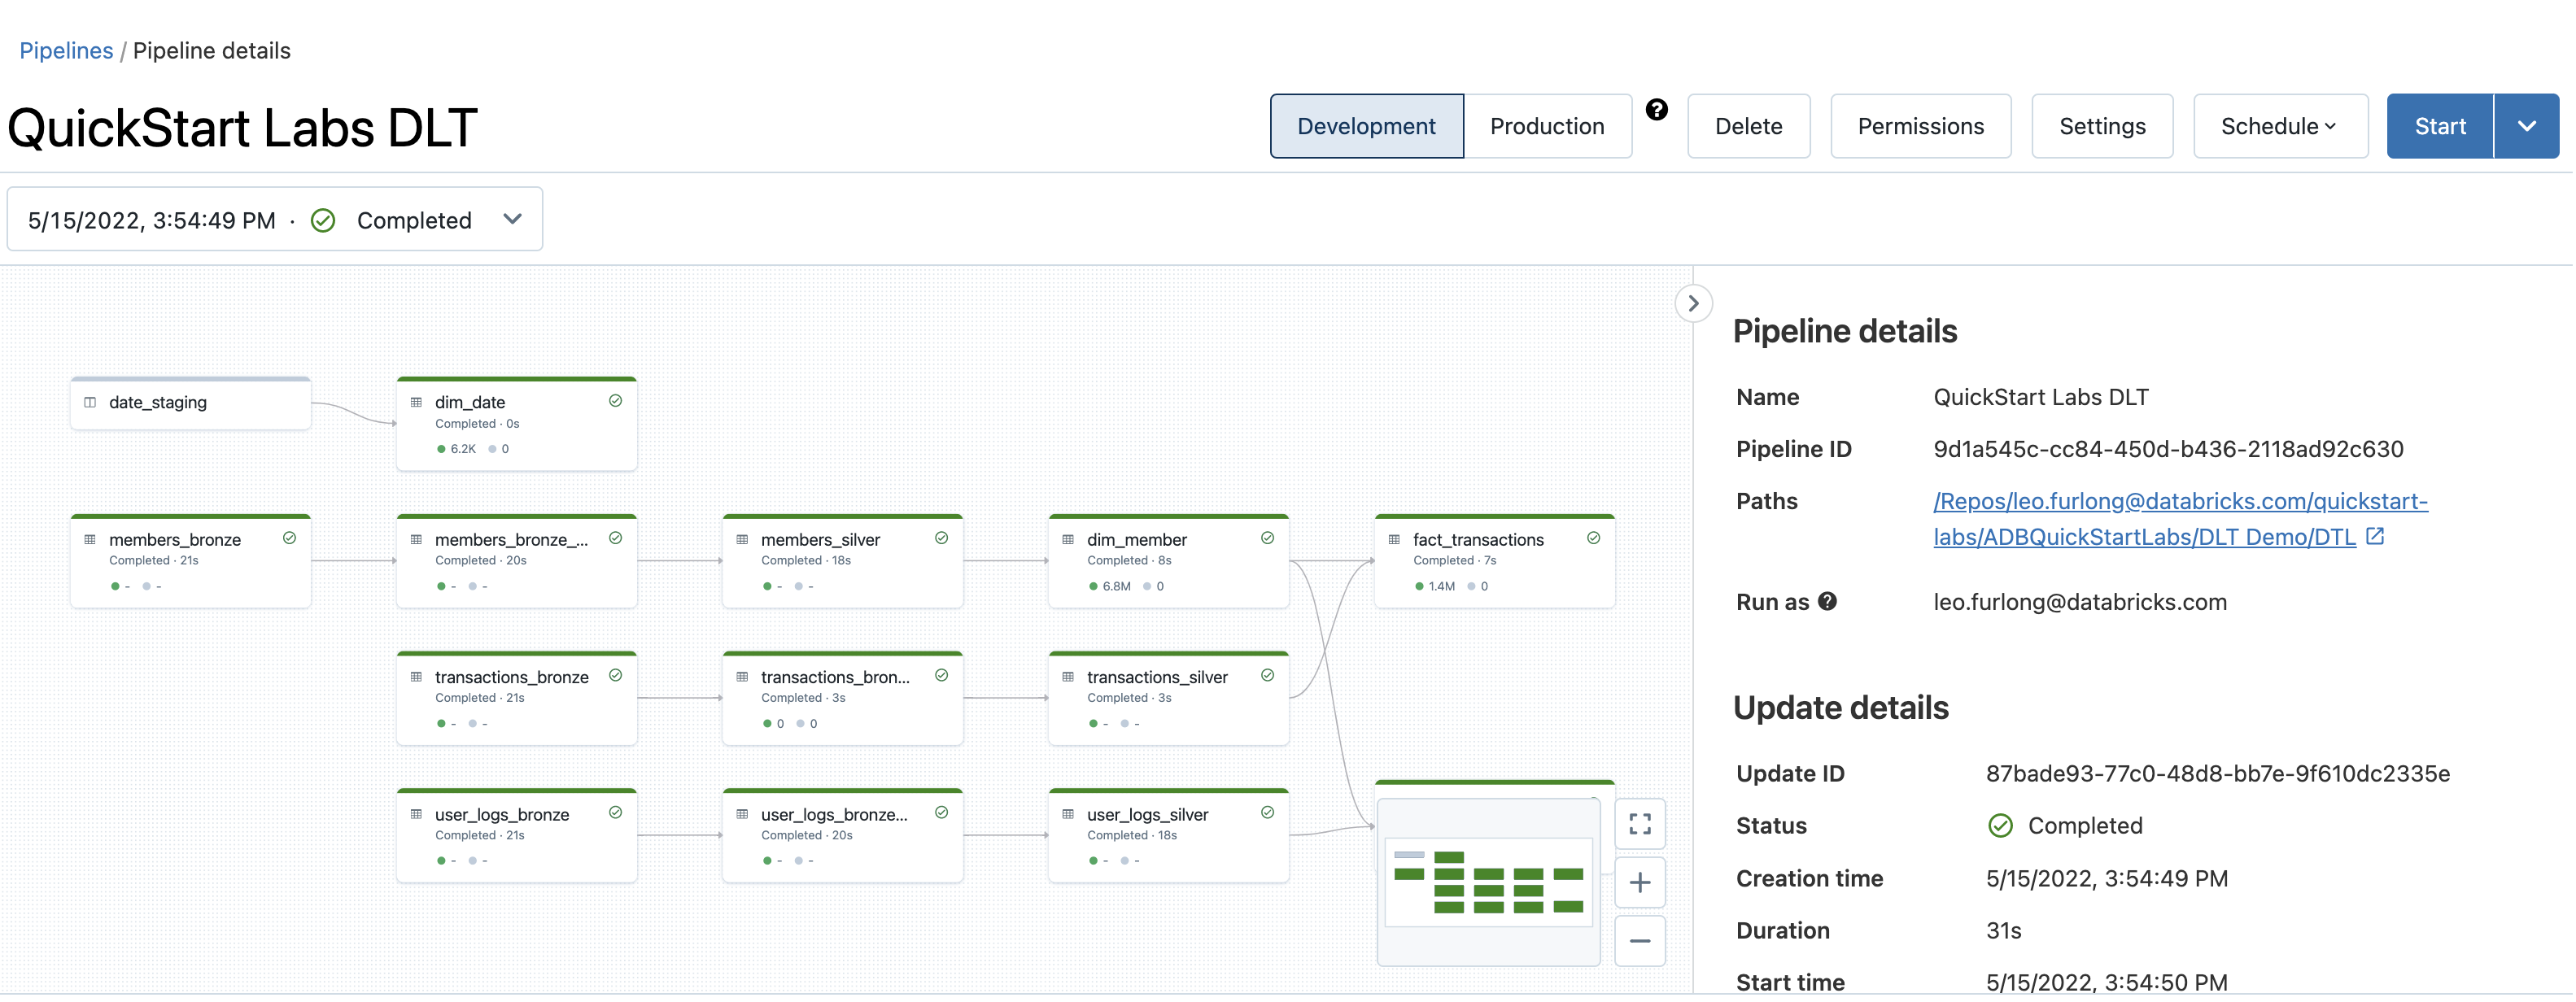 Pipelines / Pipeline details
QuickStart Labs DLT
Development
Production
?
Delete
Permissions
Settings
Schedule
Start
5/15/2022, 3:54:49 PM · Completed
date_staging
dim_date
Completed · 0s
6.2K 0
members_bronze
Completed · 21s
- -
members_bronze_...
Completed · 20s
- -
members_silver
Completed · 18s
- -
dim_member
Completed · 8s
6.8M 0
fact_transactions
Completed · 7s
1.4M 0
transactions_bronze
Completed · 21s
- -
transactions_bron...
Completed · 3s
0 0
transactions_silver
Completed · 3s
- -
user_logs_bronze
Completed · 21s
- -
user_logs_bronze...
Completed · 20s
- -
user_logs_silver
Completed · 18s
- -
Pipeline details
Name QuickStart Labs DLT
Pipeline ID 9d1a545c-cc84-450d-b436-2118ad92c630
Paths /Repos/leo.furlong@databricks.com/quickstart-
labs/ADBQuickStartLabs/DLT Demo/DTL
Run as ? leo.furlong@databricks.com
Update details
Update ID 87bade93-77c0-48d8-bb7e-9f610dc2335e
Status Completed
Creation time 5/15/2022, 3:54:49 PM
Duration 31s
Start time 5/15/2022, 3:54:50 PM